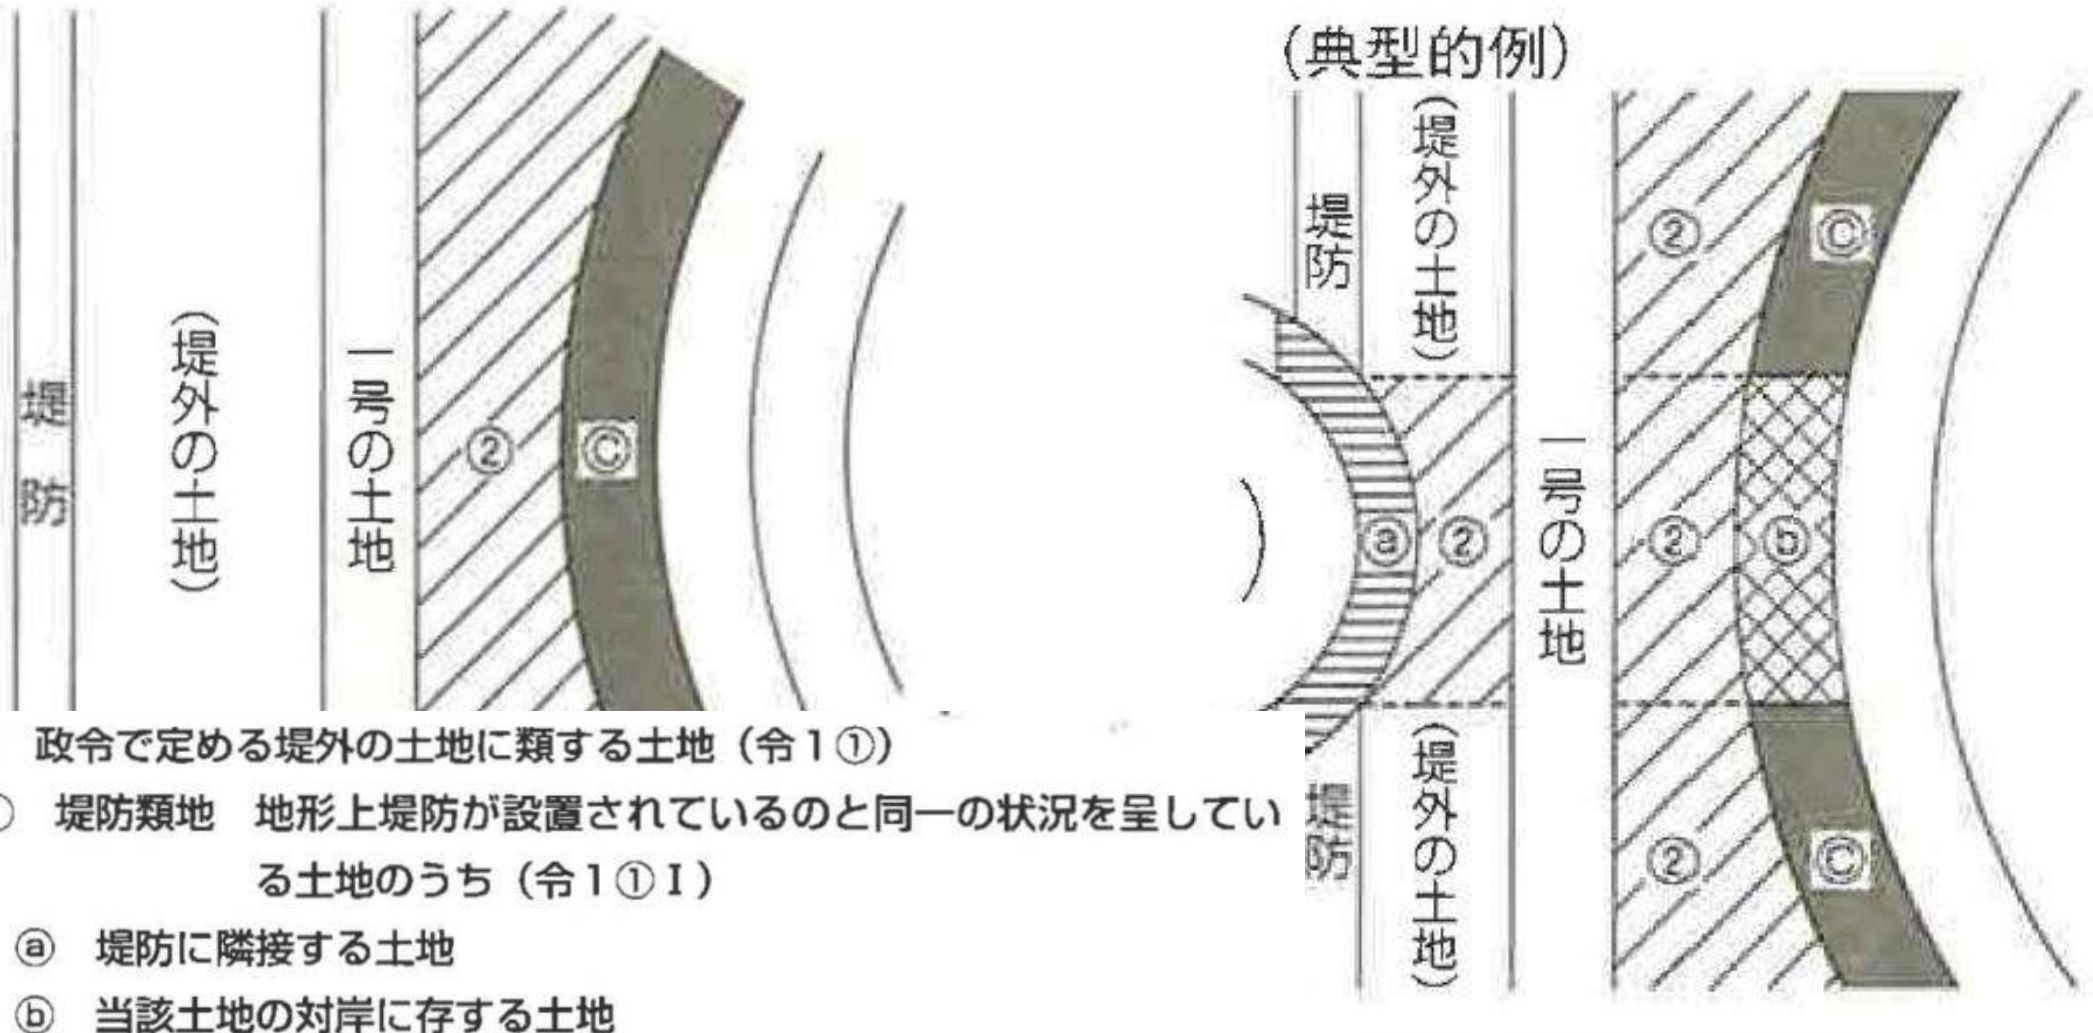 堤防
(堤外の土地)
一号の土地
②
Ⓒ
(典型的例)
堤防
(堤外の土地)
②
Ⓒ
ⓐ
②
一号の土地
②
ⓑ
堤防
(堤外の土地)
②
Ⓒ
政令で定める堤外の土地に類する土地(令1①)
堤防類地 地形上堤防が設置されているのと同一の状況を呈してい
る土地のうち(令1①Ⅰ)
ⓐ 堤防に隣接する土地
ⓑ 当該土地の対岸に存する土地